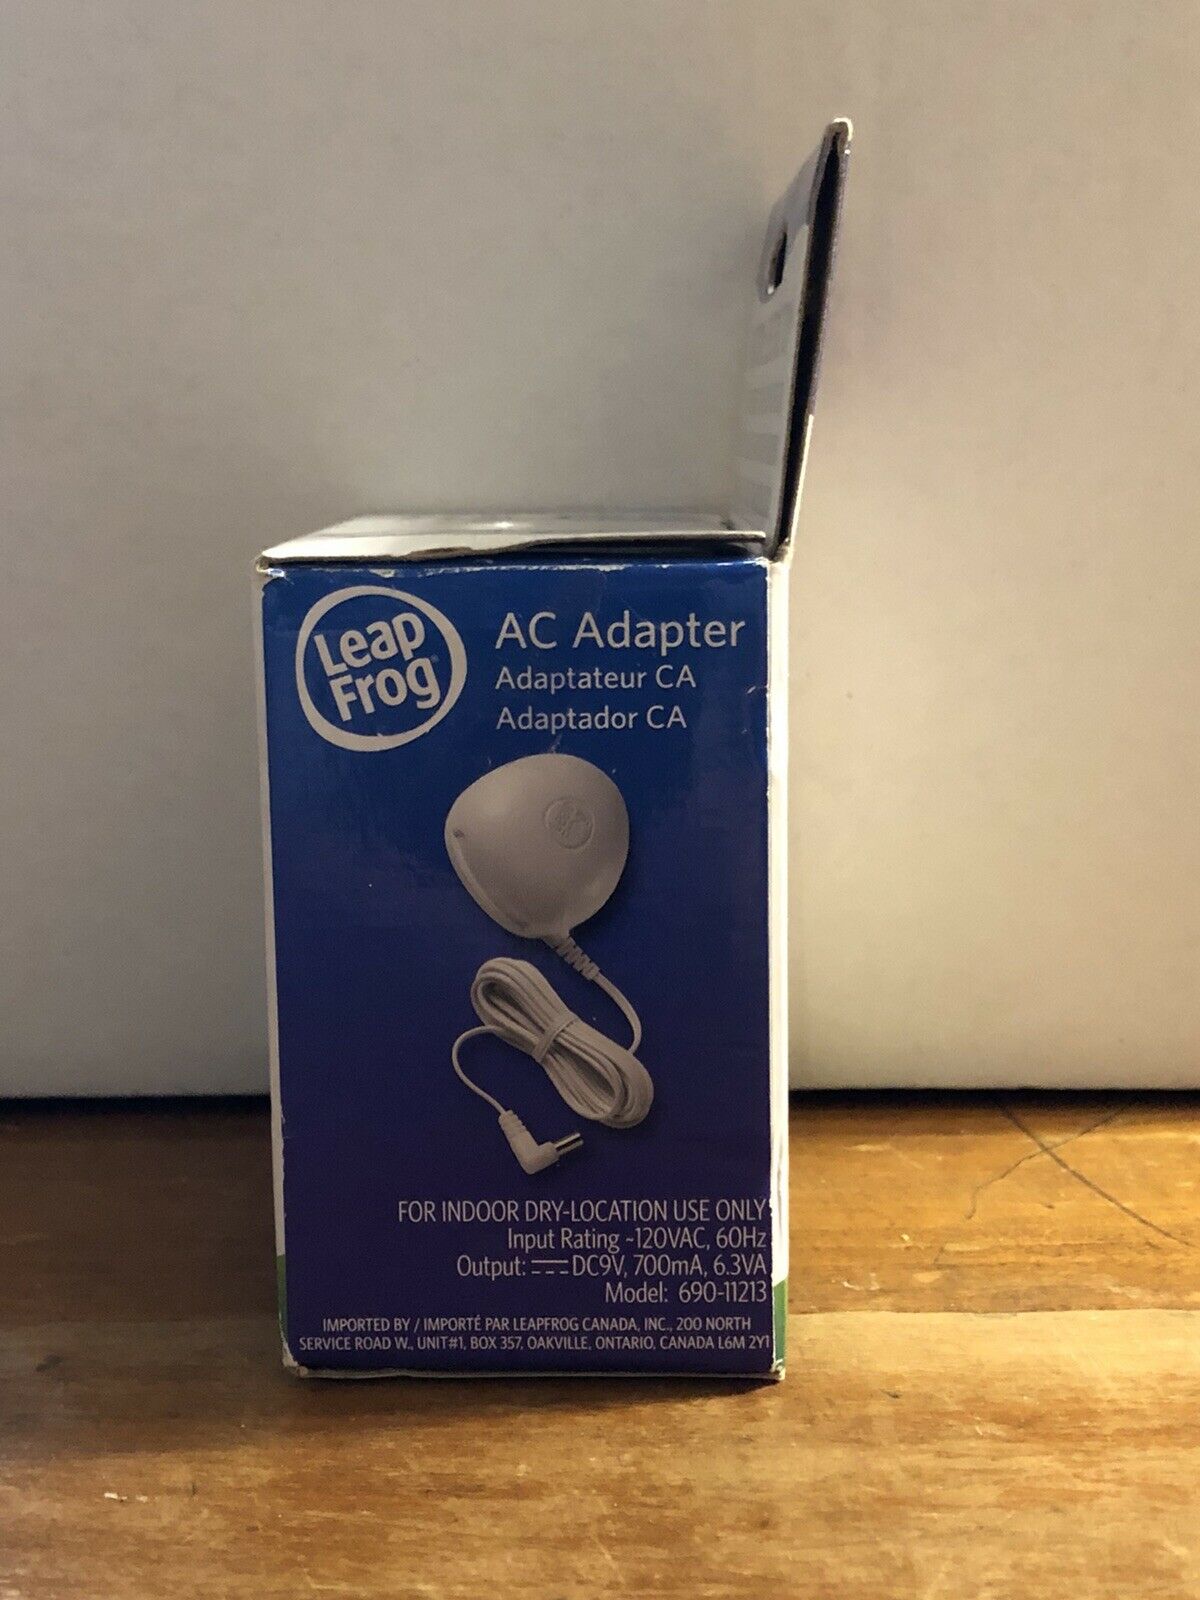 Leap
Frog
AC Adapter
Adaptateur CA
Adaptador CA
FOR INDOOR DRY-LOCATION USE ONLY
Input Rating ~120VAC, 60Hz
Output: ⎓DC9V, 700mA, 6.3VA
Model: 690-11213
IMPORTED BY / IMPORTÉ PAR LEAPFROG CANADA, INC., 200 NORTH
SERVICE ROAD W., UNIT#1, BOX 357, OAKVILLE, ONTARIO, CANADA L6M 2Y1